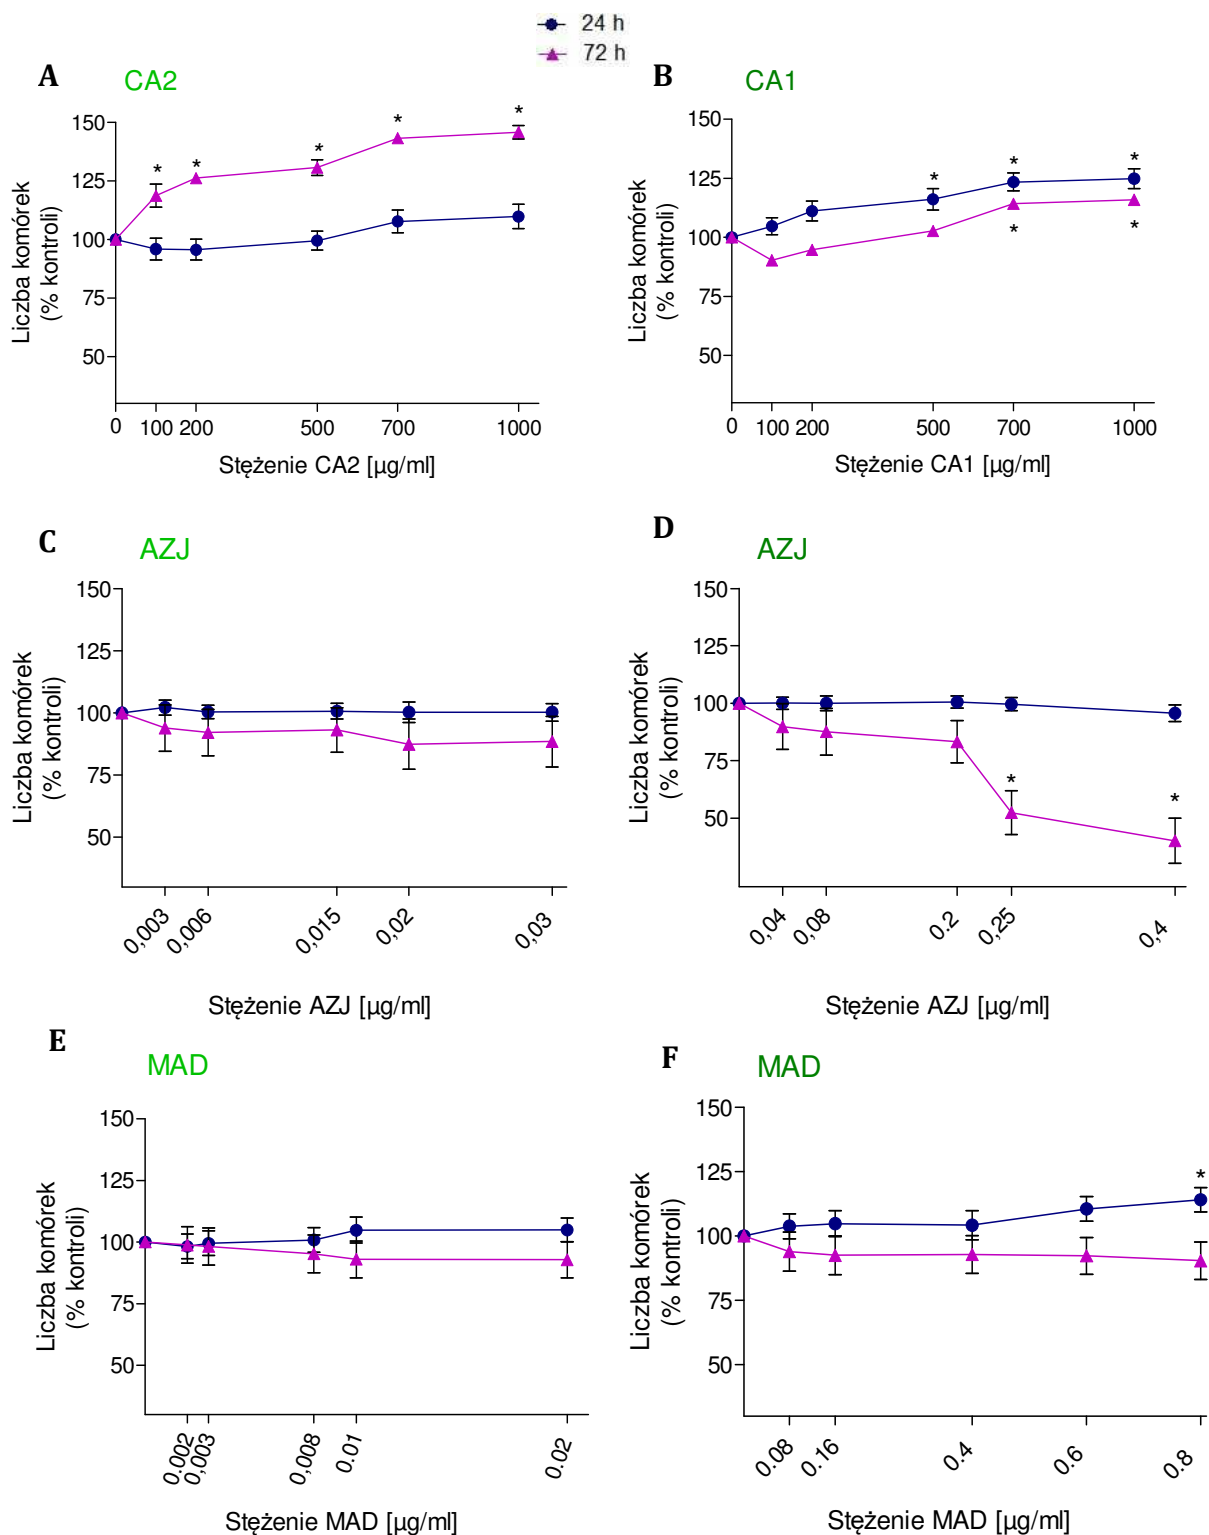 24 h
72 h
A
CA2
150
125
100
75
50
Liczba komórek
(% kontroli)
0 100 200 500 700 1000
Stężenie CA2 [µg/ml]
* * * * *
B
CA1
150
125
100
75
50
Liczba komórek
(% kontroli)
0 100 200 500 700 1000
Stężenie CA1 [µg/ml]
* * *
* *
C
AZJ
150
125
100
75
50
Liczba komórek
(% kontroli)
0,003 0,006 0,015 0,02 0,03
Stężenie AZJ [µg/ml]
D
AZJ
150
125
100
75
50
Liczba komórek
(% kontroli)
0,04 0,08 0.2 0,25 0,4
Stężenie AZJ [µg/ml]
* *
E
MAD
150
125
100
75
50
Liczba komórek
(% kontroli)
0.002 0,003 0,008 0.01 0.02
Stężenie MAD [µg/ml]
F
MAD
150
125
100
75
50
Liczba komórek
(% kontroli)
0.08 0.16 0.4 0.6 0.8
Stężenie MAD [µg/ml]
*